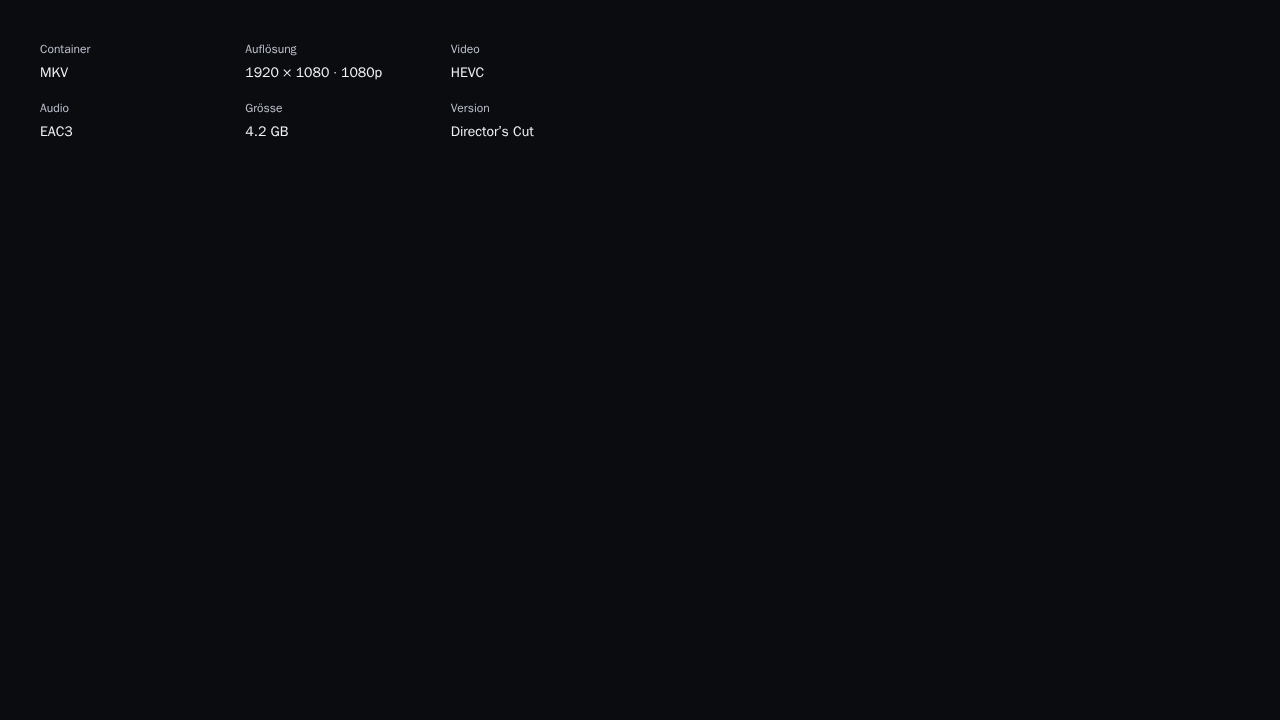 Container Auflösung Video
MKV 1920 × 1080 · 1080p HEVC
Audio Grösse Version
EAC3 4.2 GB Director's Cut